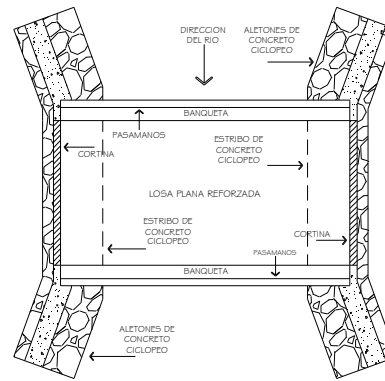 DIRECCION
DEL RIO
ALETONES DE
CONCRETO
CICLOPEO
BANQUETA
PASAMANOS
ESTRIBO DE
CONCRETO
CICLOPEO
CORTINA
LOSA PLANA REFORZADA
ESTRIBO DE
CONCRETO
CICLOPEO
CORTINA
PASAMANOS
BANQUETA
ALETONES DE
CONCRETO
CICLOPEO